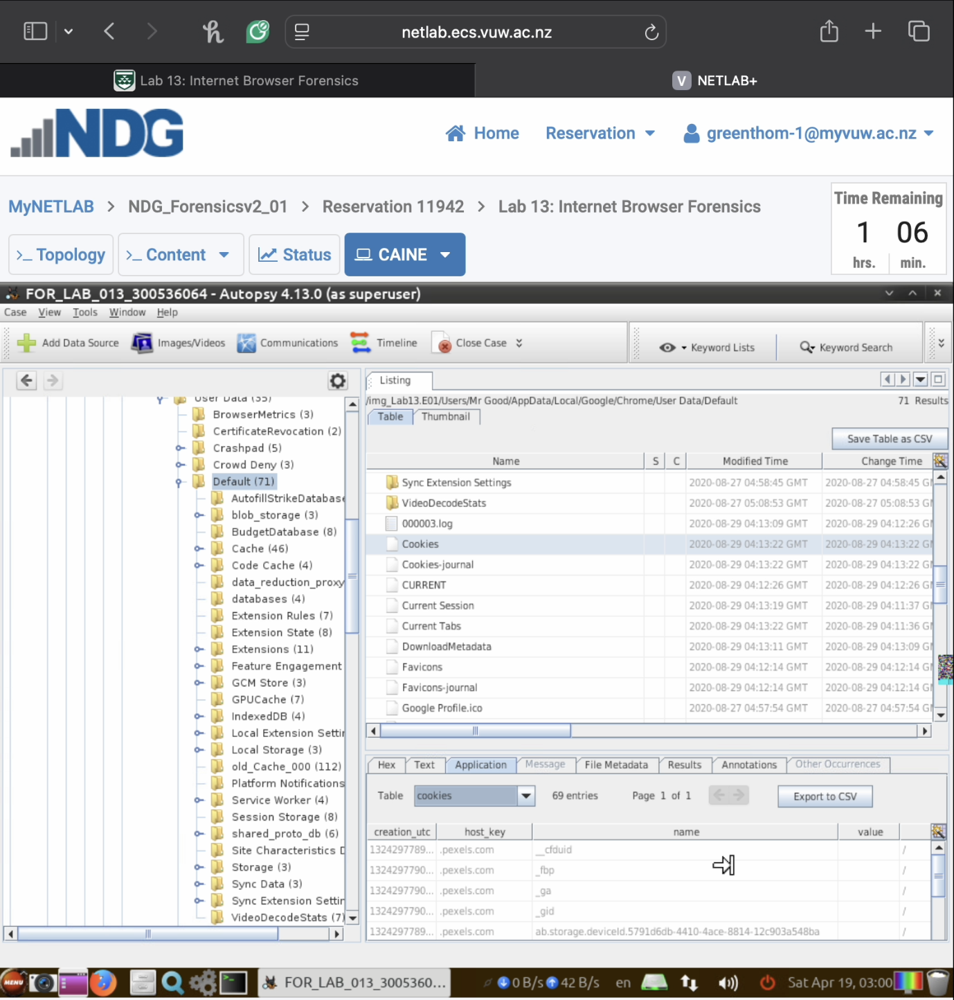 netlab.ecs.vuw.ac.nz
Lab 13: Internet Browser Forensics
V NETLAB+
NDG
Home Reservation greenthom-1@myvuw.ac.nz
MyNETLAB > NDG_Forensicsv2_01 > Reservation 11942 > Lab 13: Internet Browser Forensics
Time Remaining
1 06
hrs. min.
>_ Topology >_ Content Status CAINE
FOR_LAB_013_300536064 - Autopsy 4.13.0 (as superuser)
Case View Tools Window Help
Add Data Source Images/Videos Communications Timeline Close Case Keyword Lists Keyword Search
User Data (35)
BrowserMetrics (3)
CertificateRevocation (2)
Crashpad (5)
Crowd Deny (3)
Default (71)
AutofillStrikeDatabase
blob_storage (3)
BudgetDatabase (8)
Cache (46)
Code Cache (4)
data_reduction_proxy
databases (4)
Extension Rules (7)
Extension State (8)
Extensions (11)
Feature Engagement
GCM Store (3)
GPUCache (7)
IndexedDB (4)
Local Extension Settin
Local Storage (3)
old_Cache_000 (112)
Platform Notifications
Service Worker (4)
Session Storage (8)
shared_proto_db (6)
Site Characteristics D
Storage (3)
Sync Data (3)
Sync Extension Settin
VideoDecodeStats (7)
Listing
/img_Lab13.E01/Users/Mr Good/AppData/Local/Google/Chrome/User Data/Default 71 Results
Table Thumbnail
Save Table as CSV
Name S C Modified Time Change Time
Sync Extension Settings 2020-08-27 04:58:45 GMT 2020-08-27 04:58:45 G
VideoDecodeStats 2020-08-27 05:08:53 GMT 2020-08-27 05:08:53 G
000003.log 2020-08-29 04:13:09 GMT 2020-08-29 04:12:26 G
Cookies 2020-08-29 04:13:22 GMT 2020-08-29 04:13:22 G
Cookies-journal 2020-08-29 04:13:22 GMT 2020-08-29 04:13:22 G
CURRENT 2020-08-29 04:12:26 GMT 2020-08-29 04:12:26 G
Current Session 2020-08-29 04:13:19 GMT 2020-08-29 04:11:37 G
Current Tabs 2020-08-29 04:13:22 GMT 2020-08-29 04:11:36 G
DownloadMetadata 2020-08-29 04:13:11 GMT 2020-08-29 04:13:09 G
Favicons 2020-08-29 04:12:14 GMT 2020-08-29 04:12:14 G
Favicons-journal 2020-08-29 04:12:14 GMT 2020-08-29 04:12:14 G
Google Profile.ico 2020-08-27 04:57:54 GMT 2020-08-27 04:57:54 G
Hex Text Application Message File Metadata Results Annotations Other Occurrences
Table cookies 69 entries Page 1 of 1 Export to CSV
creation_utc host_key name value
1324297789... .pexels.com __cfduid /
1324297790... .pexels.com _fbp /
1324297790... .pexels.com _ga /
1324297790... .pexels.com _gid /
1324297789... .pexels.com ab.storage.deviceId.5791d6db-4410-4ace-8814-12c903a548ba /
MENU FOR_LAB_013_3005360... 0 B/s 42 B/s en Sat Apr 19, 03:00